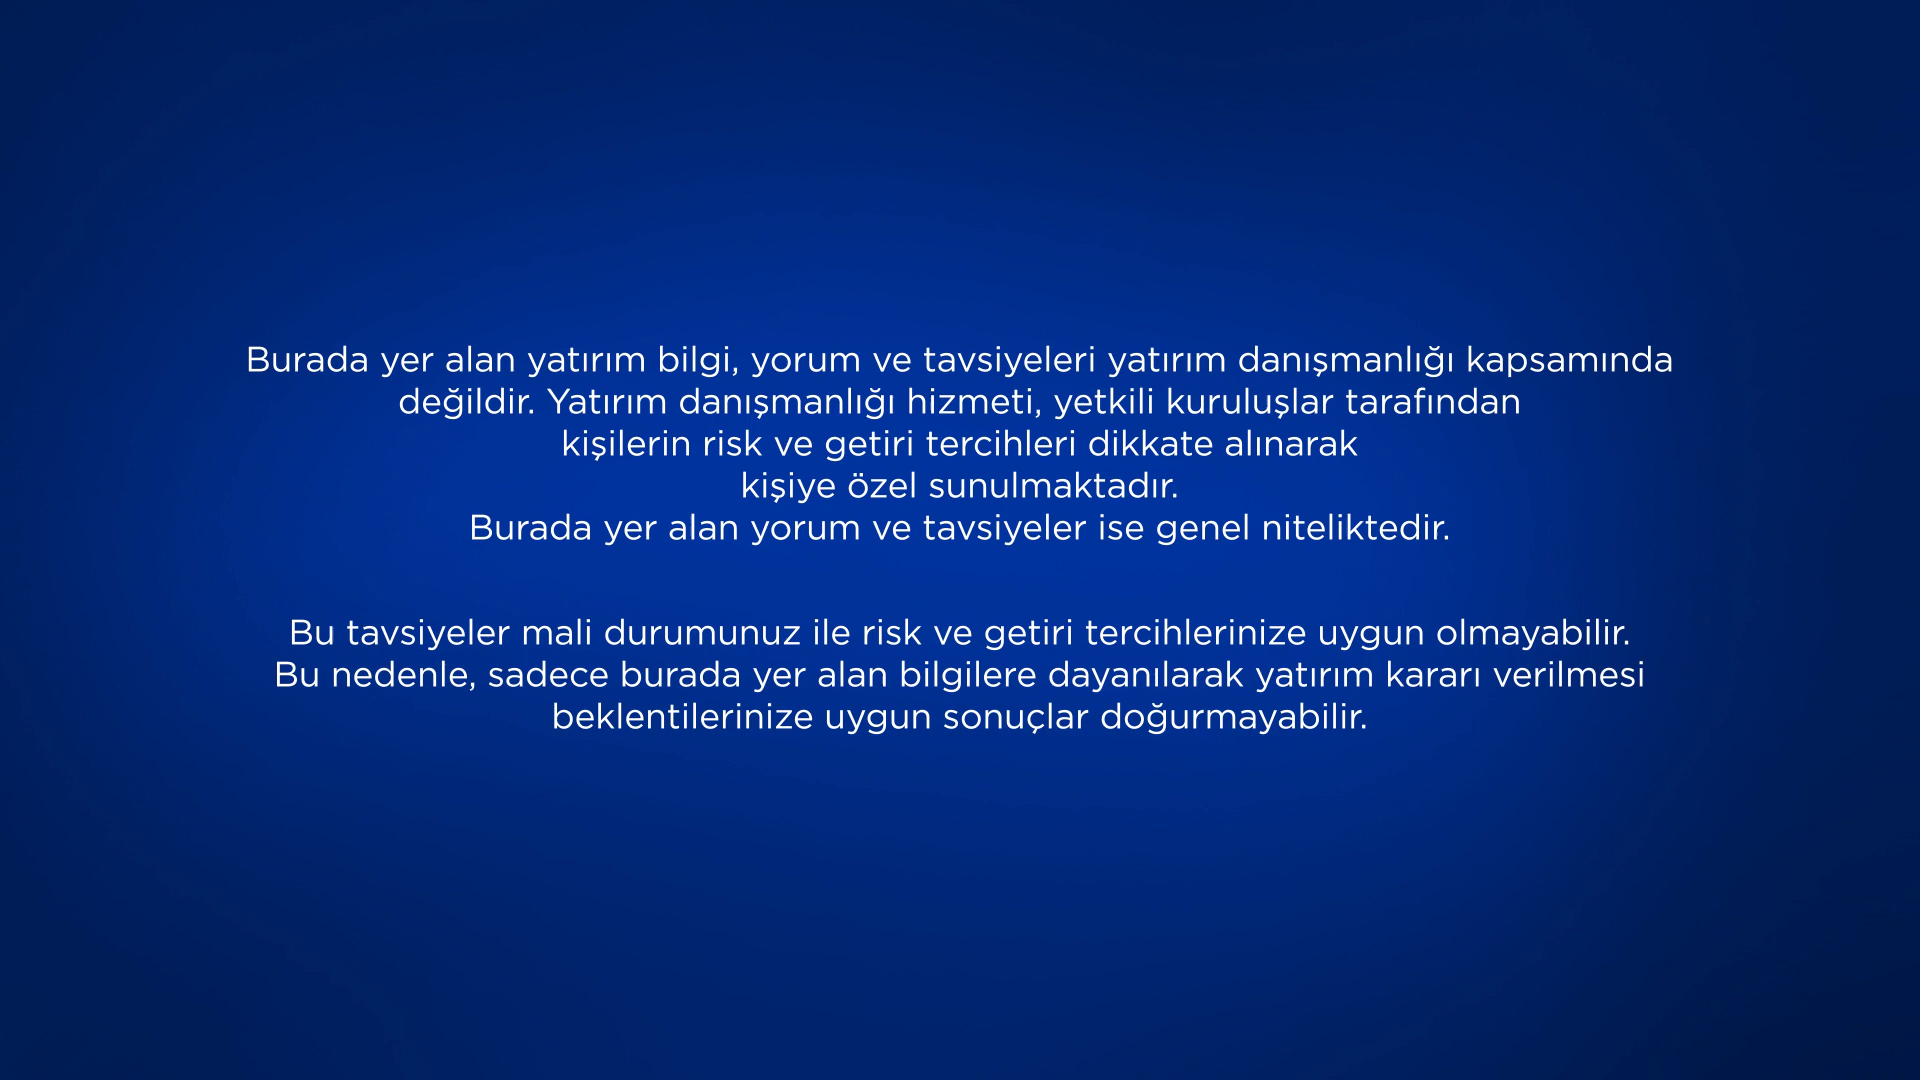 Burada yer alan yatırım bilgi, yorum ve tavsiyeleri yatırım danışmanlığı kapsamında
değildir. Yatırım danışmanlığı hizmeti, yetkili kuruluşlar tarafından
kişilerin risk ve getiri tercihleri dikkate alınarak
kişiye özel sunulmaktadır.
Burada yer alan yorum ve tavsiyeler ise genel niteliktedir.
Bu tavsiyeler mali durumunuz ile risk ve getiri tercihlerinize uygun olmayabilir.
Bu nedenle, sadece burada yer alan bilgilere dayanılarak yatırım kararı verilmesi
beklentilerinize uygun sonuçlar doğurmayabilir.